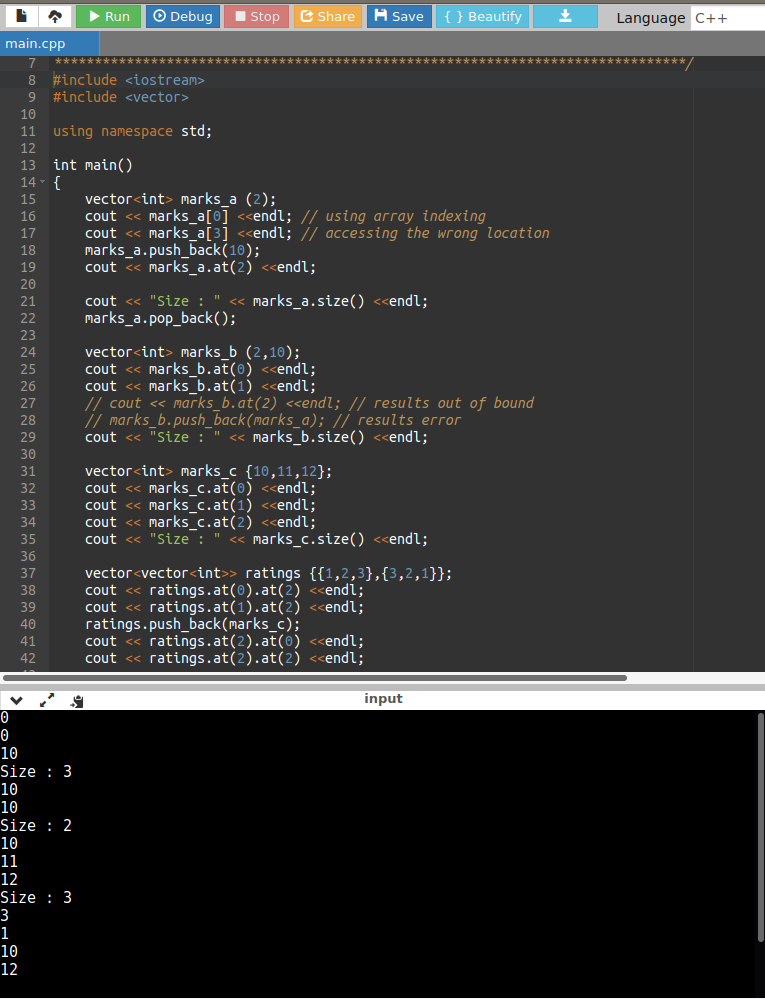 Run Debug Stop Share Save { } Beautify Language C++
main.cpp
7 *******************************************************************************/
8 #include <iostream>
9 #include <vector>
10
11 using namespace std;
12
13 int main()
14 {
15     vector<int> marks_a (2);
16     cout << marks_a[0] <<endl; // using array indexing
17     cout << marks_a[3] <<endl; // accessing the wrong location
18     marks_a.push_back(10);
19     cout << marks_a.at(2) <<endl;
20
21     cout << "Size : " << marks_a.size() <<endl;
22     marks_a.pop_back();
23
24     vector<int> marks_b (2,10);
25     cout << marks_b.at(0) <<endl;
26     cout << marks_b.at(1) <<endl;
27     // cout << marks_b.at(2) <<endl; // results out of bound
28     // marks_b.push_back(marks_a); // results error
29     cout << "Size : " << marks_b.size() <<endl;
30
31     vector<int> marks_c {10,11,12};
32     cout << marks_c.at(0) <<endl;
33     cout << marks_c.at(1) <<endl;
34     cout << marks_c.at(2) <<endl;
35     cout << "Size : " << marks_c.size() <<endl;
36
37     vector<vector<int>> ratings {{1,2,3},{3,2,1}};
38     cout << ratings.at(0).at(2) <<endl;
39     cout << ratings.at(1).at(2) <<endl;
40     ratings.push_back(marks_c);
41     cout << ratings.at(2).at(0) <<endl;
42     cout << ratings.at(2).at(2) <<endl;
input
0
0
10
Size : 3
10
10
Size : 2
10
11
12
Size : 3
3
1
10
12